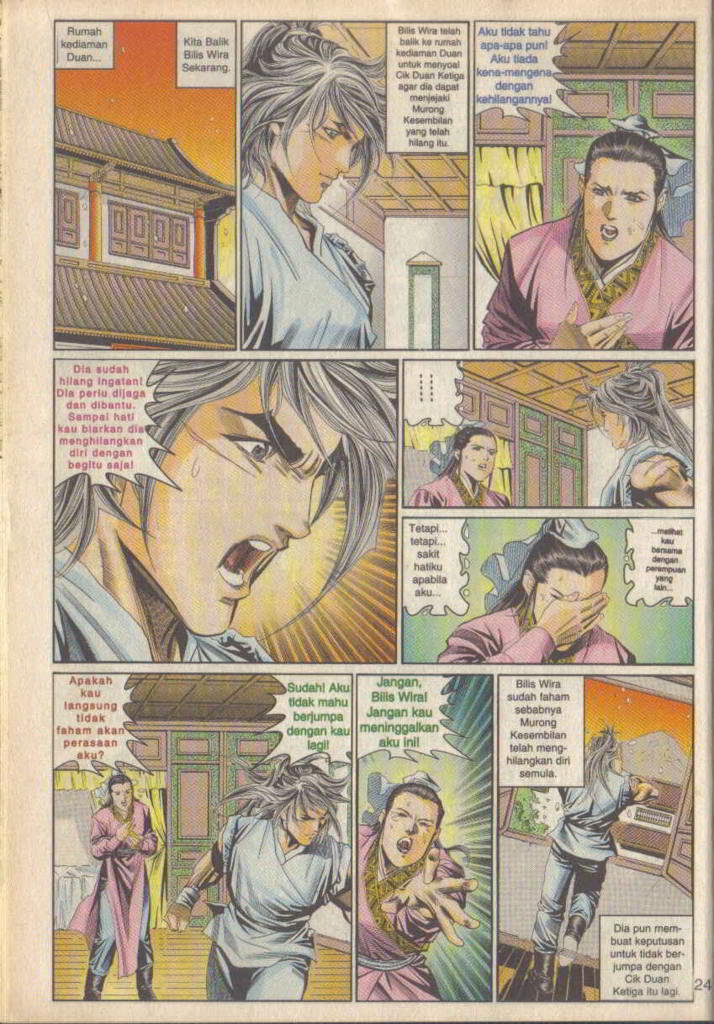 Rumah
kediaman
Duan...
Kita Balik
Bilis Wira
Sekarang.
Bilis Wira telah
balik ke rumah
kediaman Duan
untuk menyoal
Cik Duan Ketiga
agar dia dapat
menjejaki
Murong
Kesembilan
yang telah
hilang itu.
Aku tidak tahu
apa-apa pun!
Aku tiada
kena-mengena
dengan
kehilangannya!
Dia sudah
hilang ingatan!
Dia perlu dijaga
dan dibantu.
Sampai hati
kau biarkan dia
menghilangkan
diri dengan
begitu saja!
Tetapi...
tetapi...
sakit
hatiku
apabila
aku...
...melihat
kau
bersama
dengan
perempuan
yang
lain...
Apakah
kau
langsung
tidak
faham akan
perasaan
aku?
Sudah! Aku
tidak mahu
berjumpa
dengan kau
lagi!
Jangan,
Bilis Wira!
Jangan kau
meninggalkan
aku ini!
Bilis Wira
sudah faham
sebabnya
Murong
Kesembilan
telah meng-
hilangkan diri
semula.
Dia pun mem-
buat keputusan
untuk tidak ber-
jumpa dengan
Cik Duan
Ketiga itu lagi.
24